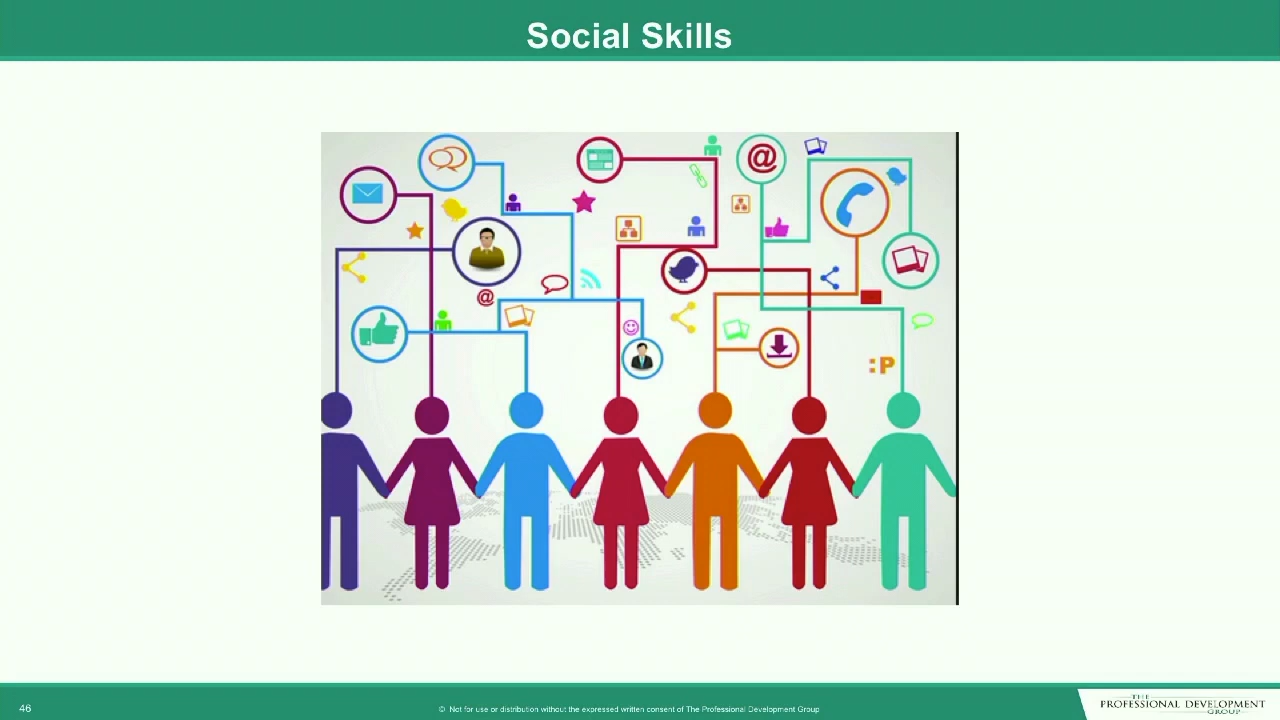 Social Skills
@
@
:P
46
© Not for use or distribution without the expressed written consent of The Professional Development Group
THE
PROFESSIONAL DEVELOPMENT
GROUP